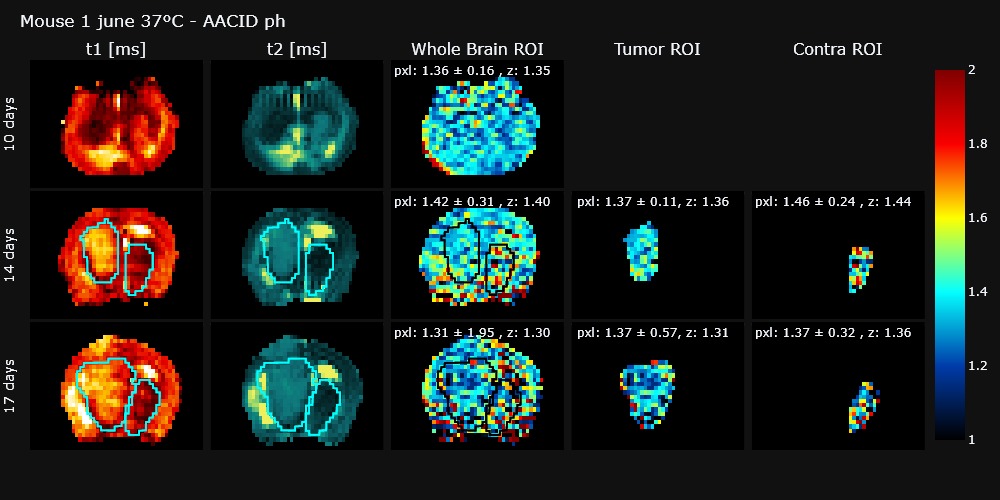 Mouse 1 june 37ºC - AACID ph
t1 [ms] t2 [ms] Whole Brain ROI Tumor ROI Contra ROI
10 days
pxl: 1.36 ± 0.16 , z: 1.35
14 days
pxl: 1.42 ± 0.31 , z: 1.40
pxl: 1.37 ± 0.11, z: 1.36
pxl: 1.46 ± 0.24 , z: 1.44
17 days
pxl: 1.31 ± 1.95 , z: 1.30
pxl: 1.37 ± 0.57, z: 1.31
pxl: 1.37 ± 0.32 , z: 1.36
2
1.8
1.6
1.4
1.2
1